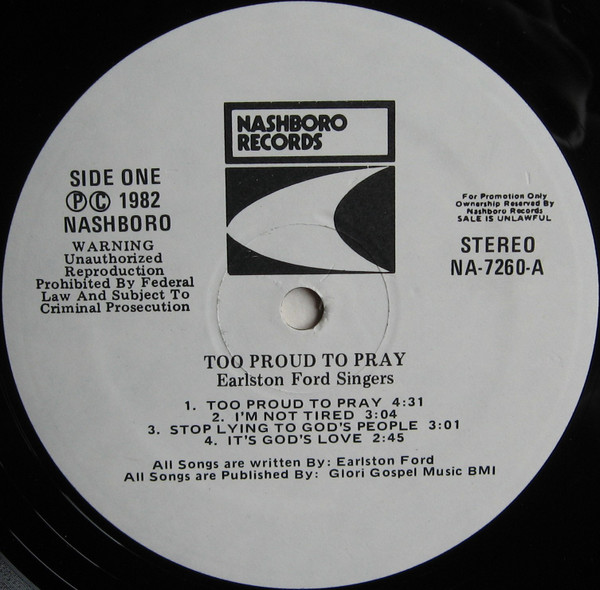 NASHBORO
RECORDS
SIDE ONE
Ⓟ© 1982
NASHBORO
WARNING
Unauthorized
Reproduction
Prohibited By Federal
Law And Subject To
Criminal Prosecution
For Promotion Only
Ownership Reserved By
Nashboro Records
SALE IS UNLAWFUL
STEREO
NA-7260-A
TOO PROUD TO PRAY
Earlston Ford Singers
1. TOO PROUD TO PRAY 4:31
2. I'M NOT TIRED 3:04
3. STOP LYING TO GOD'S PEOPLE 3:01
4. IT'S GOD'S LOVE 2:45
All Songs are written By: Earlston Ford
All Songs are Published By: Glori Gospel Music BMI